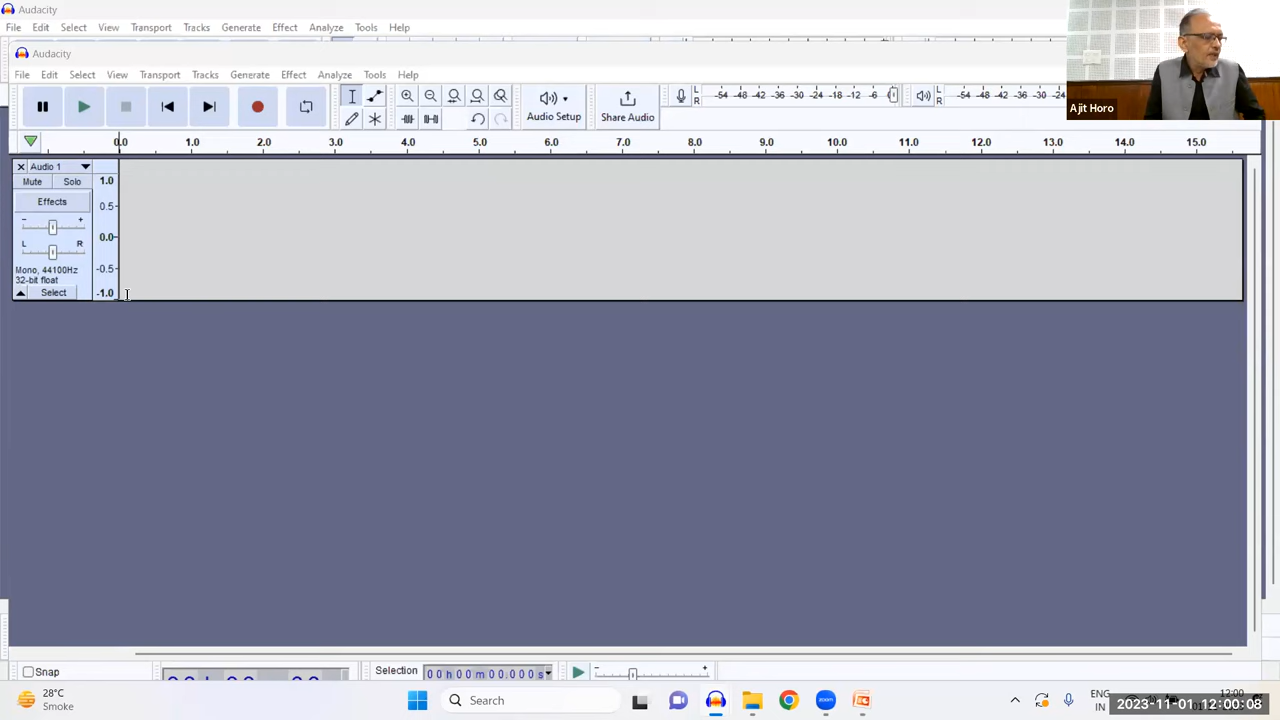 Audacity
File Edit Select View Transport Tracks Generate Effect Analyze Tools Help
Audacity
File Edit Select View Transport Tracks Generate Effect Analyze Tools Help
Audio Setup
Share Audio
L R -54 -48 -42 -36 -30 -24 -18 -12 -6
L R -54 -48 -42 -36 -30 -24
Ajit Horo
0.0 1.0 2.0 3.0 4.0 5.0 6.0 7.0 8.0 9.0 10.0 11.0 12.0 13.0 14.0 15.0
Audio 1
Mute Solo
Effects
- +
L R
Mono, 44100Hz
32-bit float
Select
1.0
0.5
0.0
-0.5
-1.0
Snap
Selection
00h00m00.000s
- +
28°C
Smoke
Search
ENG
IN
12:00
2023-11-01 12:00:08